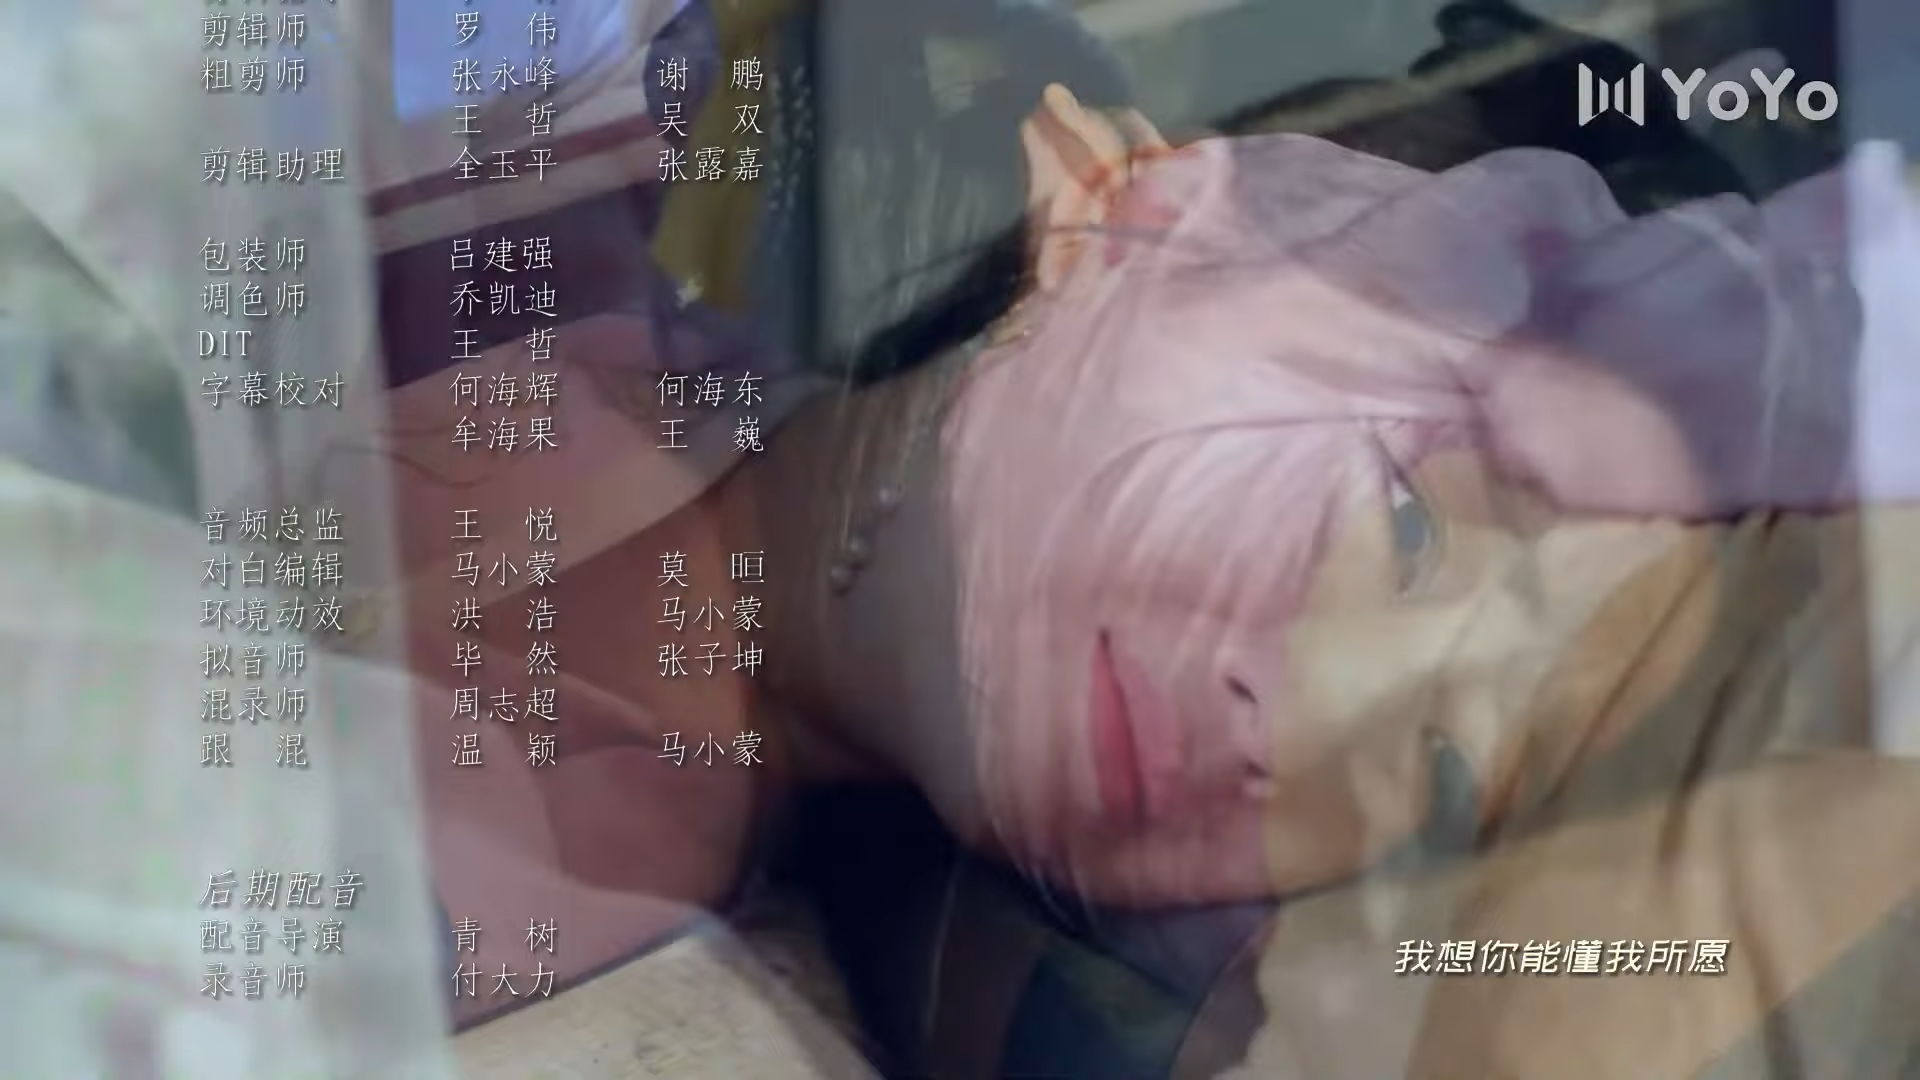 剪辑师 罗伟
粗剪师 张永峰 谢鹏
王哲 吴双
剪辑助理 全玉平 张露嘉
包装师 吕建强
调色师 乔凯迪
DIT 王哲
字幕校对 何海辉 何海东
牟海果 王巍
音频总监 王悦
对白编辑 马小蒙 莫晅
环境动效 洪浩 马小蒙
拟音师 毕然 张子坤
混录师 周志超
跟混 温颖 马小蒙
后期配音
配音导演 青树
录音师 付大力
YoYo
我想你能懂我所愿